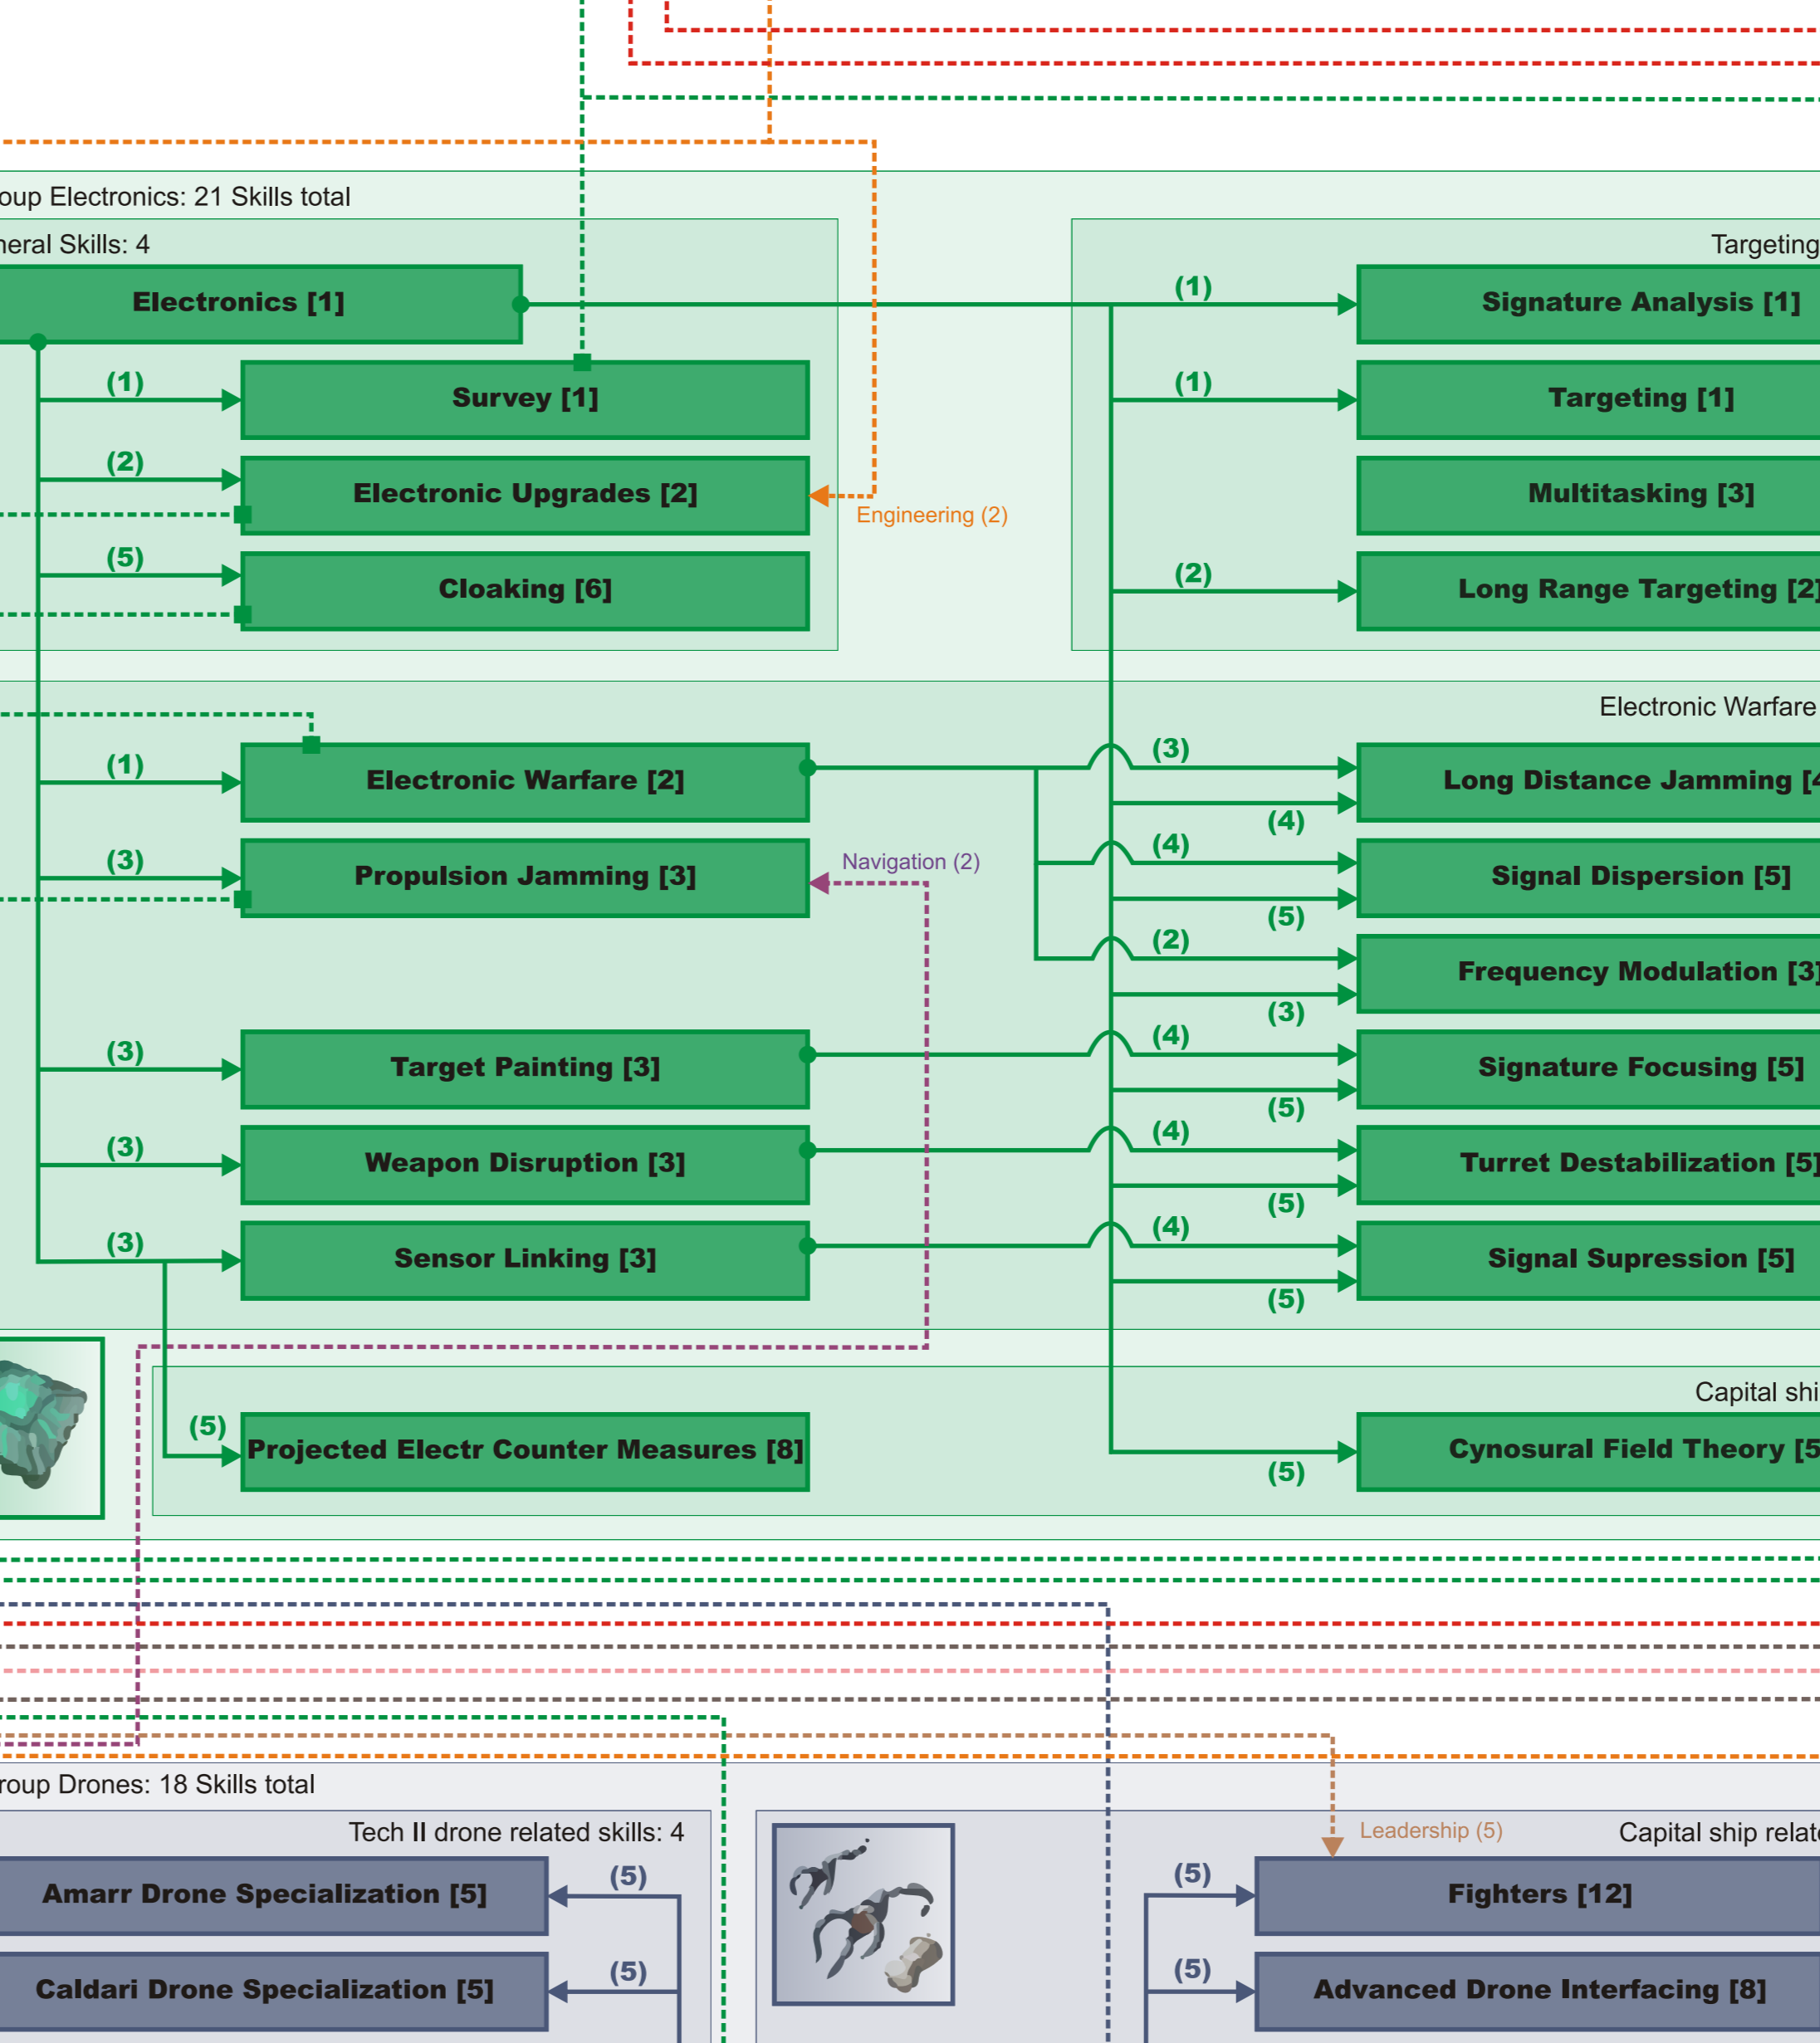 oup Electronics: 21 Skills total
neral Skills: 4
Targeting
Electronics [1]
(1)
Signature Analysis [1]
(1)
Survey [1]
(1)
Targeting [1]
(2)
Electronic Upgrades [2]
Engineering (2)
Multitasking [3]
(5)
Cloaking [6]
(2)
Long Range Targeting [2]
Electronic Warfare
(1)
Electronic Warfare [2]
(3)
Long Distance Jamming [4
(4)
(3)
Propulsion Jamming [3]
Navigation (2)
(4)
Signal Dispersion [5]
(5)
(2)
Frequency Modulation [3]
(3)
(3)
Target Painting [3]
(4)
Signature Focusing [5]
(5)
(3)
Weapon Disruption [3]
(4)
Turret Destabilization [5]
(5)
(3)
Sensor Linking [3]
(4)
Signal Supression [5]
(5)
Capital shi
(5)
Projected Electr Counter Measures [8]
Cynosural Field Theory [5
(5)
roup Drones: 18 Skills total
Tech II drone related skills: 4
Leadership (5)
Capital ship relate
Amarr Drone Specialization [5]
(5)
(5)
Fighters [12]
Caldari Drone Specialization [5]
(5)
(5)
Advanced Drone Interfacing [8]